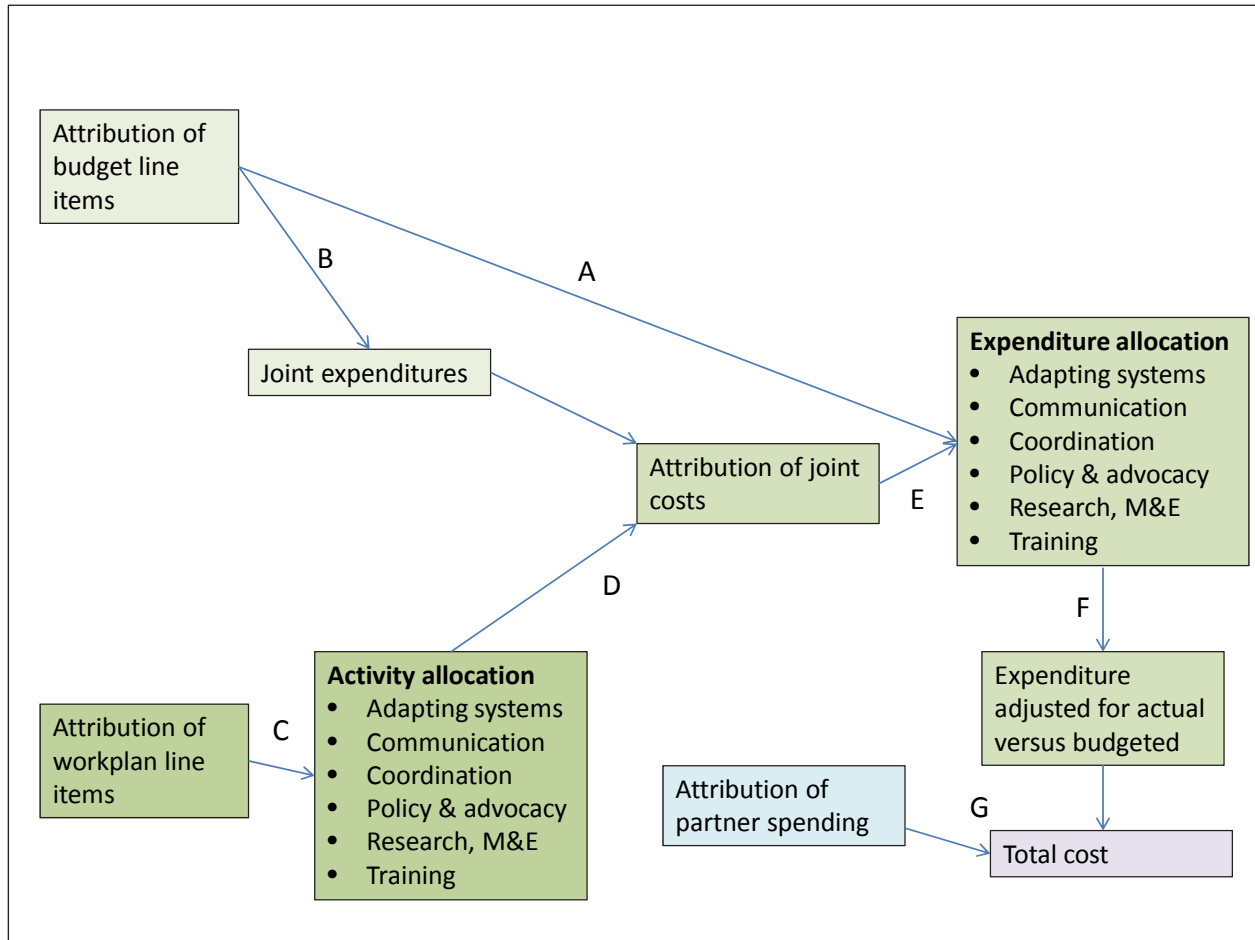 Attribution of
budget line
items
B
A
Joint expenditures
Expenditure allocation
• Adapting systems
• Communication
• Coordination
• Policy & advocacy
• Research, M&E
• Training
Attribution of joint
costs
E
D
F
Activity allocation
• Adapting systems
• Communication
• Coordination
• Policy & advocacy
• Research, M&E
• Training
Attribution of
workplan line
items
C
Expenditure
adjusted for actual
versus budgeted
Attribution of
partner spending
G
Total cost